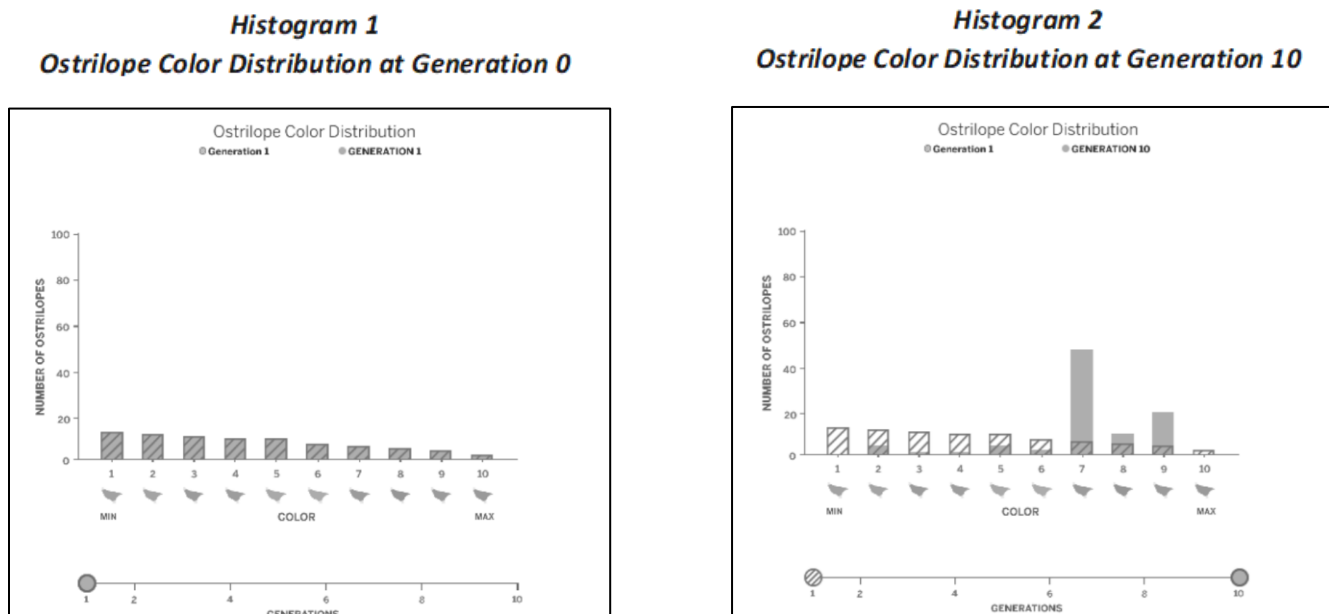 Histogram 1
Ostrilope Color Distribution at Generation 0
Ostrilope Color Distribution
Generation 1 GENERATION 1
NUMBER OF OSTRILOPES
100
80
60
40
20
0
1 2 3 4 5 6 7 8 9 10
MIN COLOR MAX
1 2 4 6 8 10
GENERATIONS
Histogram 2
Ostrilope Color Distribution at Generation 10
Ostrilope Color Distribution
Generation 1 GENERATION 10
NUMBER OF OSTRILOPES
100
80
60
40
20
0
1 2 3 4 5 6 7 8 9 10
MIN COLOR MAX
1 2 4 6 8 10
GENERATIONS